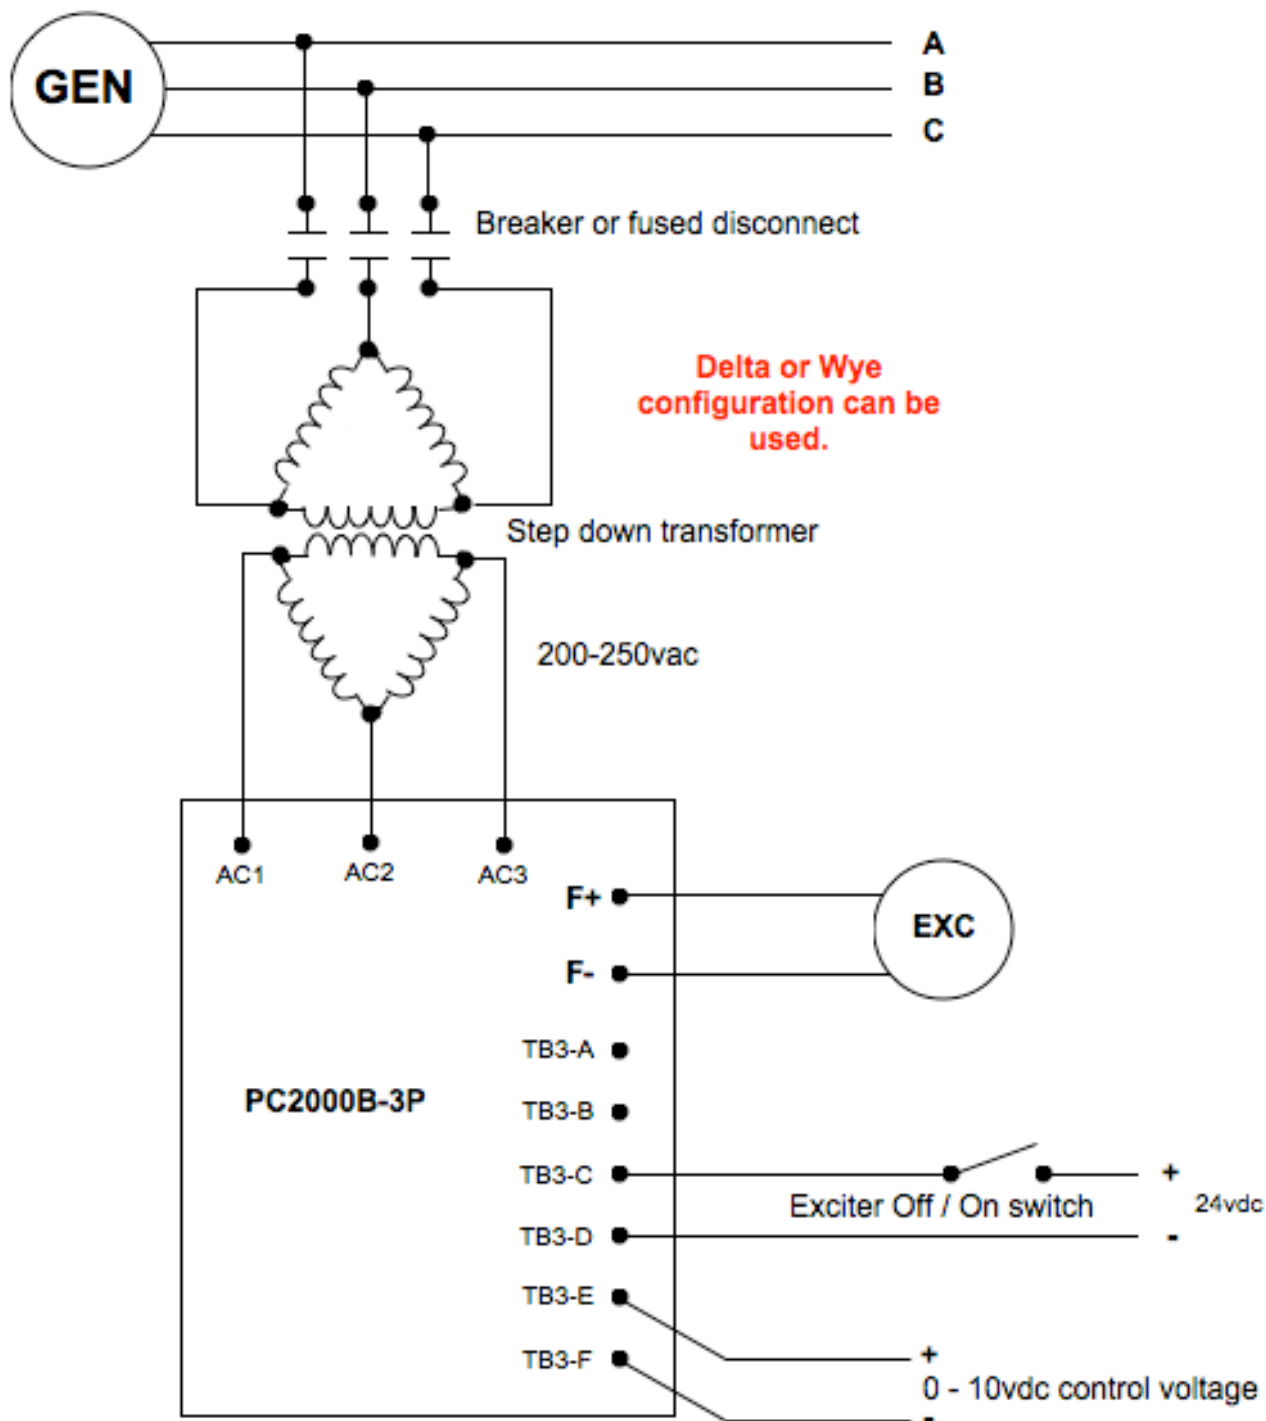 GEN
A
B
C
Breaker or fused disconnect
Delta or Wye
configuration can be
used.
Step down transformer
200-250vac
AC1
AC2
AC3
F+
EXC
F-
TB3-A
PC2000B-3P
TB3-B
TB3-C
+
Exciter Off / On switch
24vdc
TB3-D
-
TB3-E
TB3-F
+
0 - 10vdc control voltage
-